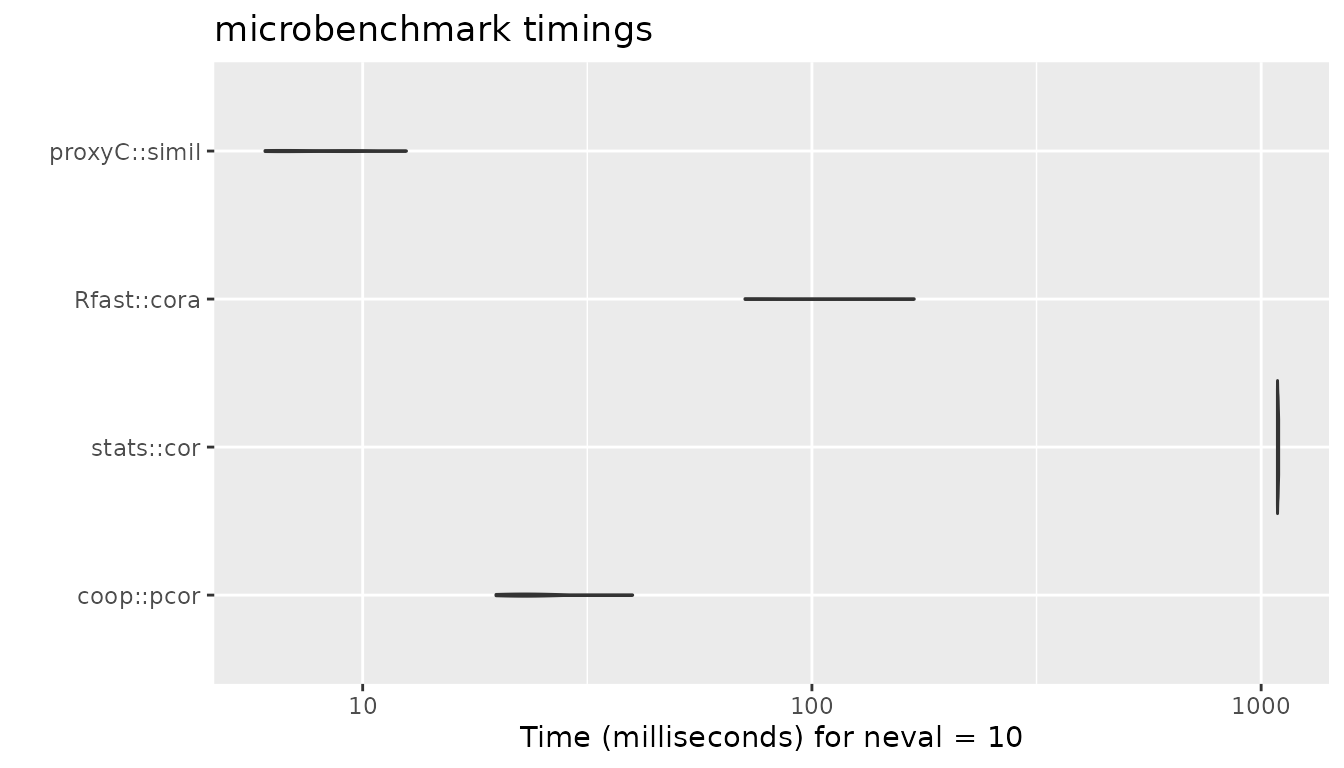 microbenchmark timings
proxyC::simil
Rfast::cora
stats::cor
coop::pcor
10 100 1000
Time (milliseconds) for neval = 10